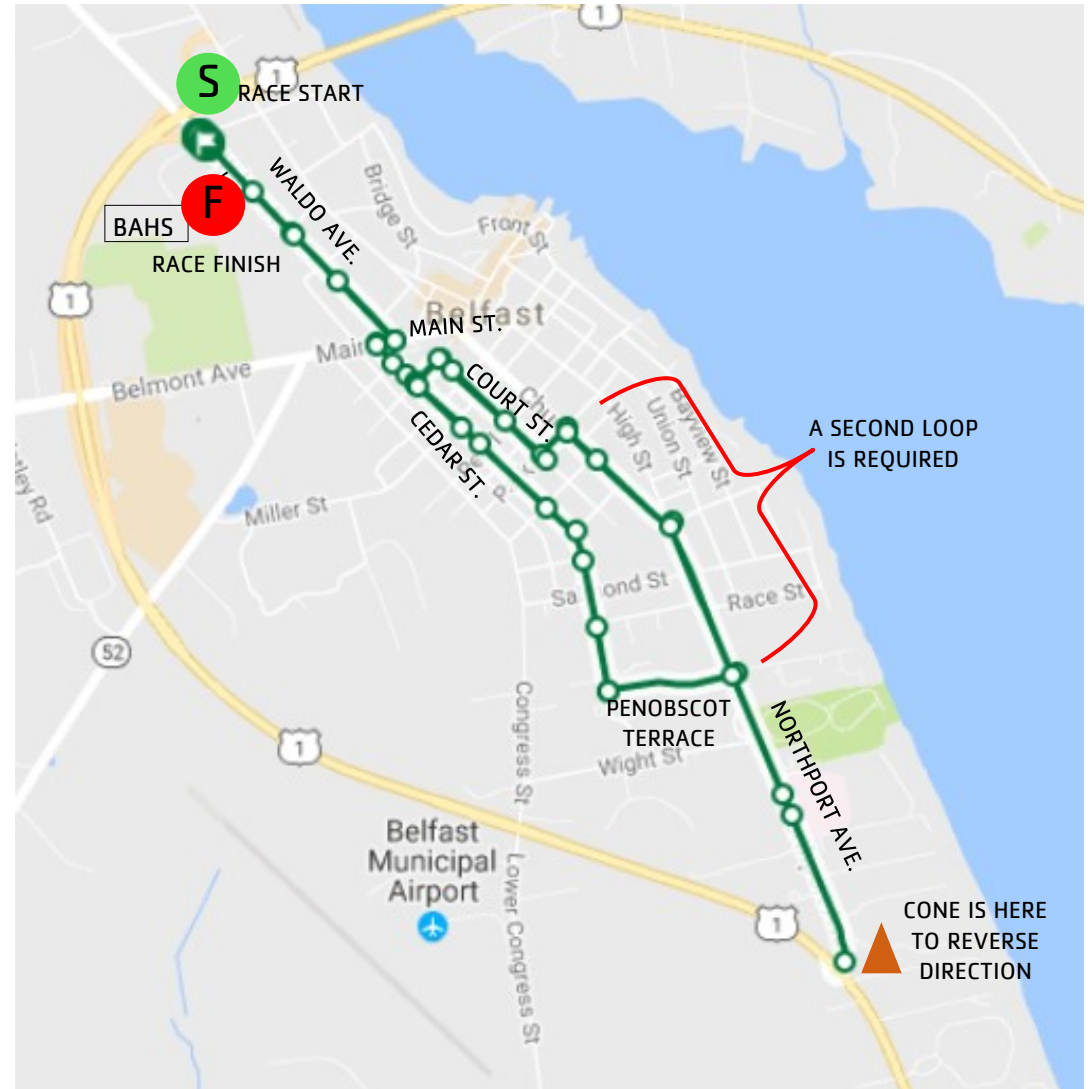 1
S
1
RACE START
WALDO AVE.
F
BAHS
RACE FINISH
Bridge St
Front St
1
Belfast
MAIN ST.
Main
Belmont Ave
COURT ST.
CEDAR ST.
High St
Union St
Bayview St
A SECOND LOOP
IS REQUIRED
Miller St
ond St
Race St
52
PENOBSCOT
TERRACE
Congress St
Wight St
NORTHPORT AVE.
1
Belfast
Municipal
Airport
Lower Congress St
1
CONE IS HERE
TO REVERSE
DIRECTION